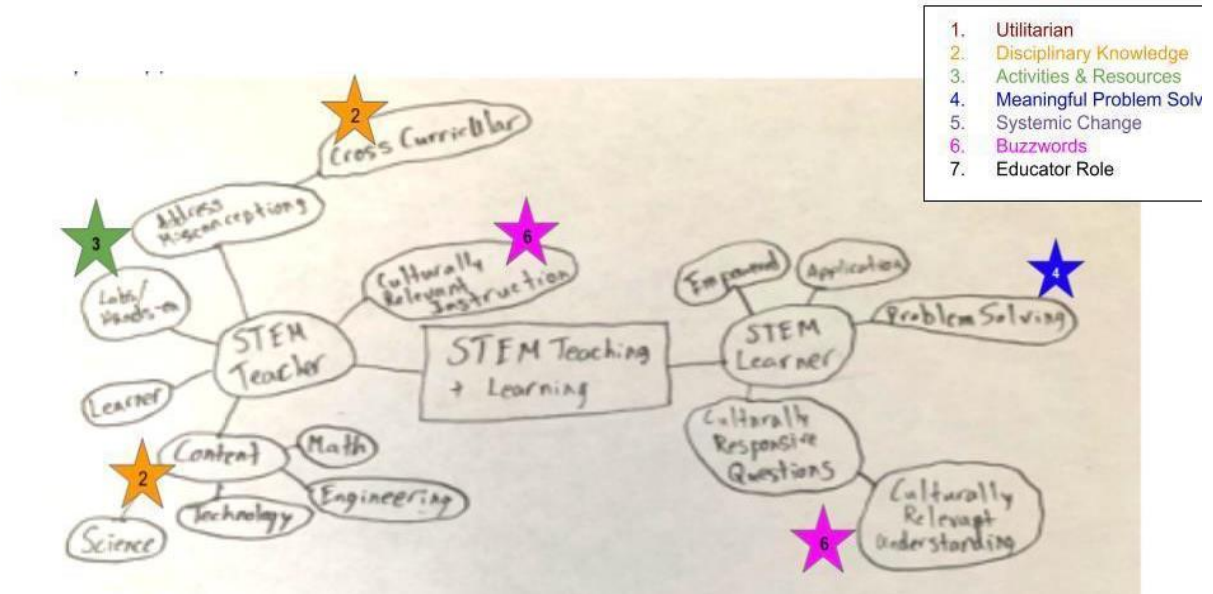 1. Utilitarian
2. Disciplinary Knowledge
3. Activities & Resources
4. Meaningful Problem Solv
5. Systemic Change
6. Buzzwords
7. Educator Role
2
Cross Curricular
Address
Misconceptions
3
6
Culturally
Relevant
Instruction
Labs/
Hands-on
STEM
Teacher
Learner
2
Content
Math
Engineering
Technology
Science
STEM Teaching
+ Learning
Empowered
Application
4
Problem Solving
STEM
Learner
Culturally
Responsive
Questions
6
Culturally
Relevant
Understanding